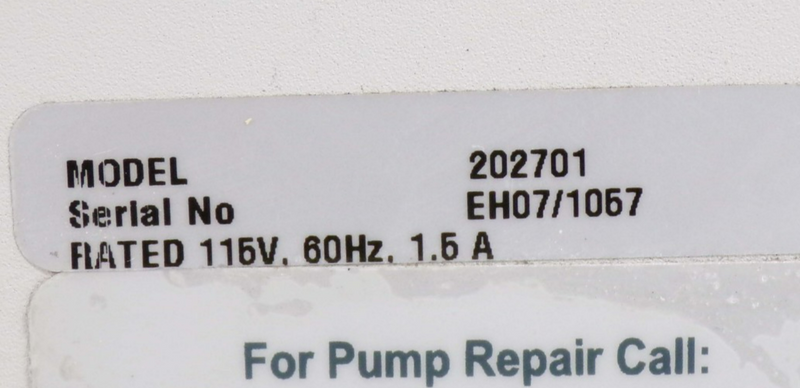 MODEL 202701
Serial No EH07/1057
RATED 115V, 60Hz, 1.5 A
For Pump Repair Call: